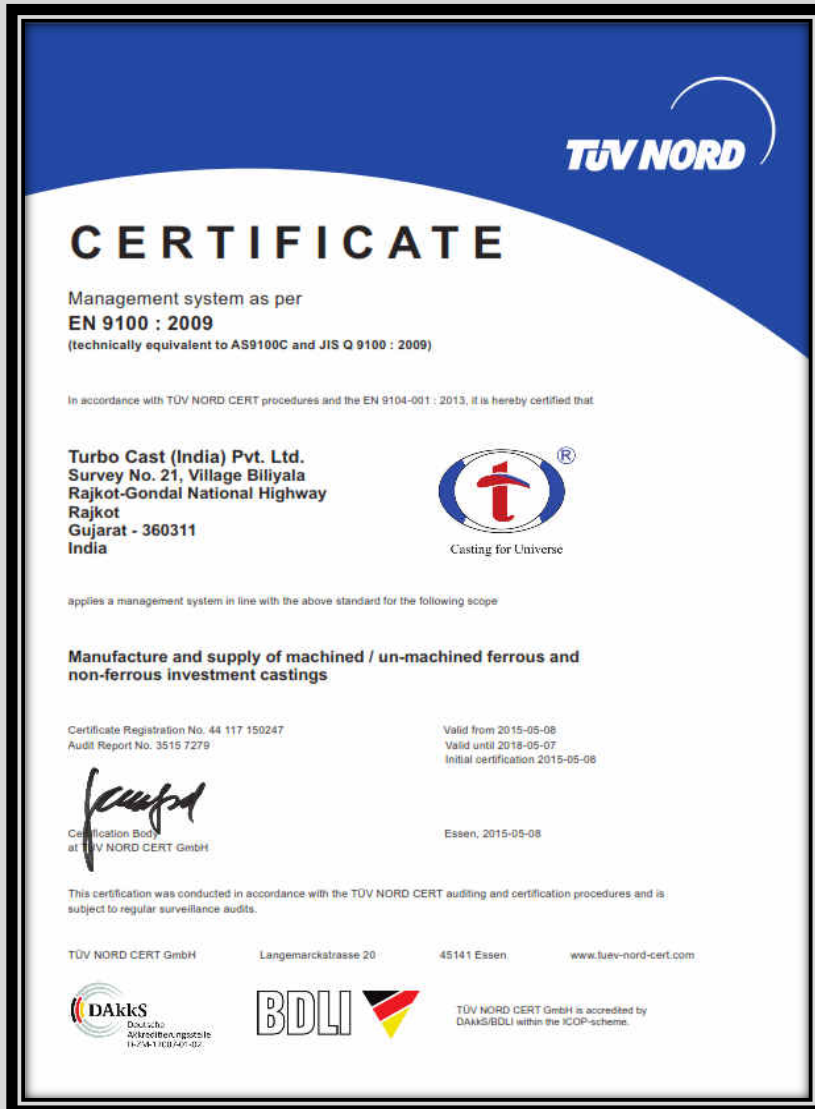 TÜV NORD
CERTIFICATE
Management system as per
EN 9100 : 2009
(technically equivalent to AS9100C and JIS Q 9100 : 2009)
In accordance with TÜV NORD CERT procedures and the EN 9104-001 : 2013, it is hereby certified that
Turbo Cast (India) Pvt. Ltd.
Survey No. 21, Village Biliyala
Rajkot-Gondal National Highway
Rajkot
Gujarat - 360311
India
t ®
Casting for Universe
applies a management system in line with the above standard for the following scope
Manufacture and supply of machined / un-machined ferrous and
non-ferrous investment castings
Certificate Registration No. 44 117 150247
Audit Report No. 3515 7279
Valid from 2015-05-08
Valid until 2018-05-07
Initial certification 2015-05-08
Certification Body
at TÜV NORD CERT GmbH
Essen, 2015-05-08
This certification was conducted in accordance with the TÜV NORD CERT auditing and certification procedures and is
subject to regular surveillance audits.
TÜV NORD CERT GmbH Langemarckstrasse 20 45141 Essen www.tuev-nord-cert.com
DAkkS
Deutsche
Akkreditierungsstelle
BDLI
TÜV NORD CERT GmbH is accredited by
DAkkS/BDLI within the ICOP-scheme.